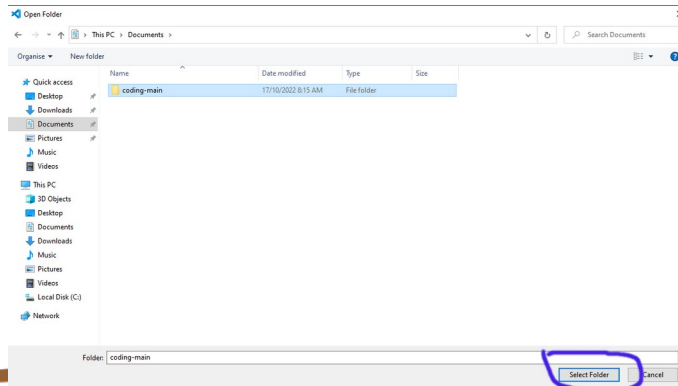 Open Folder
This PC > Documents >
Search Documents
Organise
New folder
Name
Date modified
Type
Size
Quick access
coding-main
17/10/2022 8:15 AM
File folder
Desktop
Downloads
Documents
Pictures
Music
Videos
This PC
3D Objects
Desktop
Documents
Downloads
Music
Pictures
Videos
Local Disk (C:)
Network
Folder: coding-main
Select Folder
Cancel